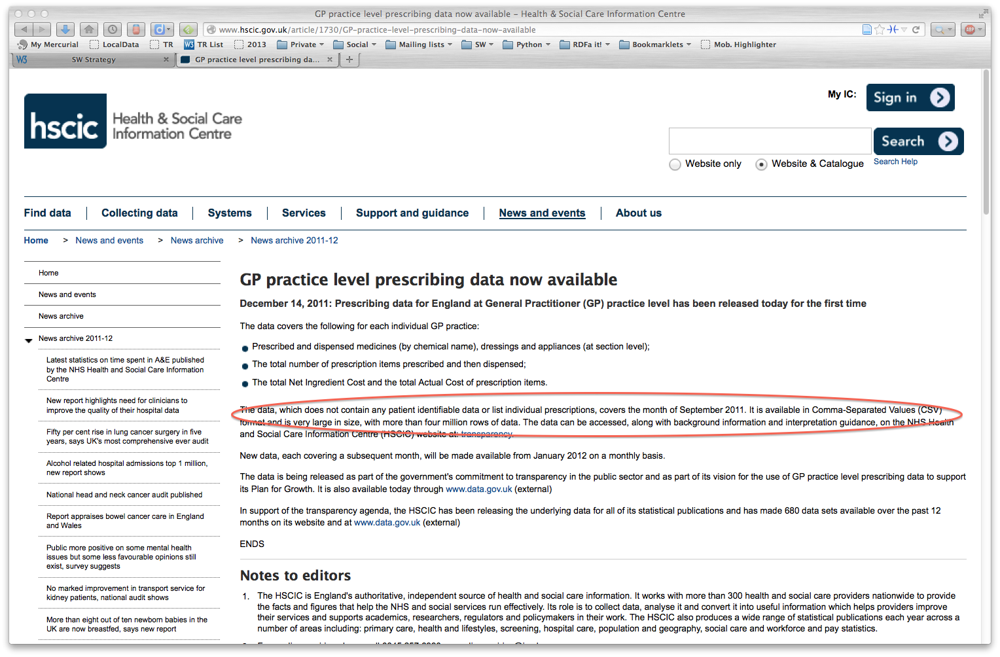 GP practice level prescribing data now available – Health & Social Care Information Centre
www.hscic.gov.uk/article/1730/GP-practice-level-prescribing-data-now-available
ABP
My Mercurial LocalData TR W3 TR List 2013 Private Social Mailing lists SW Python RDFa it! Bookmarklets Mob. Highlighter
W3 SW Strategy × GP practice level prescribing da... × +
My IC: Sign in
hscic Health & Social Care
Information Centre
Search
Website only Website & Catalogue Search Help
Find data Collecting data Systems Services Support and guidance News and events About us
Home > News and events > News archive > News archive 2011-12
Home
News and events
News archive
News archive 2011-12
Latest statistics on time spent in A&E published
by the NHS Health and Social Care Information
Centre
New report highlights need for clinicians to
improve the quality of their hospital data
Fifty per cent rise in lung cancer surgery in five
years, says UK's most comprehensive ever audit
Alcohol related hospital admissions top 1 million,
new report shows
National head and neck cancer audit published
Report appraises bowel cancer care in England
and Wales
Public more positive on some mental health
issues but some less favourable opinions still
exist, survey suggests
No marked improvement in transport service for
kidney patients, national audit shows
More than eight out of ten newborn babies in the
UK are now breastfed, says new report
GP practice level prescribing data now available
December 14, 2011: Prescribing data for England at General Practitioner (GP) practice level has been released today for the first time
The data covers the following for each individual GP practice:
Prescribed and dispensed medicines (by chemical name), dressings and appliances (at section level);
The total number of prescription items prescribed and then dispensed;
The total Net Ingredient Cost and the total Actual Cost of prescription items.
The data, which does not contain any patient identifiable data or list individual prescriptions, covers the month of September 2011. It is available in Comma-Separated Values (CSV)
format and is very large in size, with more than four million rows of data. The data can be accessed, along with background information and interpretation guidance, on the NHS Health
and Social Care Information Centre (HSCIC) website at: transparency.
New data, each covering a subsequent month, will be made available from January 2012 on a monthly basis.
The data is being released as part of the government's commitment to transparency in the public sector and as part of its vision for the use of GP practice level prescribing data to support
its Plan for Growth. It is also available today through www.data.gov.uk (external)
In support of the transparency agenda, the HSCIC has been releasing the underlying data for all of its statistical publications and has made 680 data sets available over the past 12
months on its website and at www.data.gov.uk (external)
ENDS
Notes to editors
1. The HSCIC is England's authoritative, independent source of health and social care information. It works with more than 300 health and social care providers nationwide to provide
the facts and figures that help the NHS and social services run effectively. Its role is to collect data, analyse it and convert it into useful information which helps providers improve
their services and supports academics, researchers, regulators and policymakers in their work. The HSCIC also produces a wide range of statistical publications each year across a
number of areas including: primary care, health and lifestyles, screening, hospital care, population and geography, social care and workforce and pay statistics.